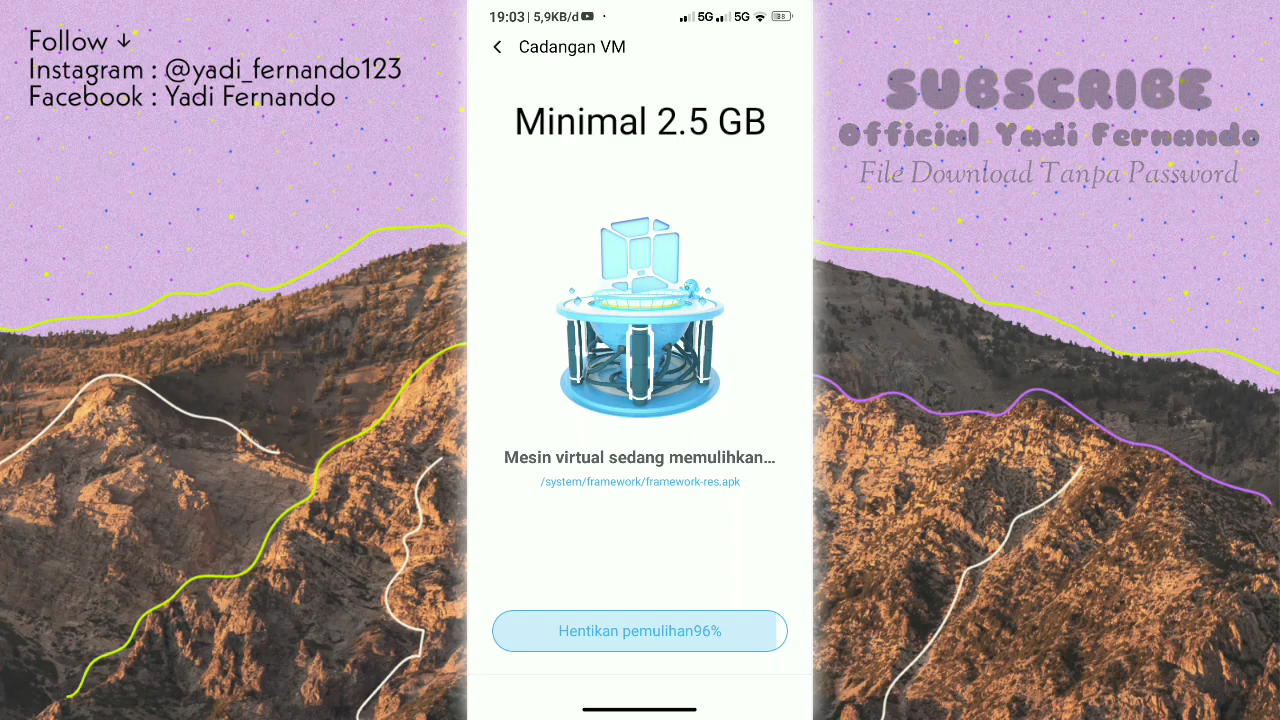 Follow ↓
Instagram : @yadi_fernando123
Facebook : Yadi Fernando
19:03 | 5,9KB/d
5G 5G 38
Cadangan VM
Minimal 2.5 GB
Mesin virtual sedang memulihkan...
/system/framework/framework-res.apk
Hentikan pemulihan96%
SUBSCRIBE
Official Yadi Fernando
File Download Tanpa Password